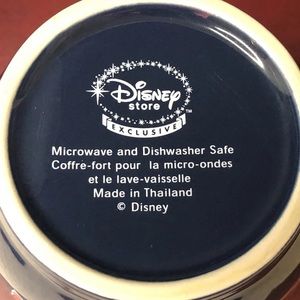 Disney
store
EXCLUSIVE
TM
Microwave and Dishwasher Safe
Coffre-fort pour la micro-ondes
et le lave-vaisselle
Made in Thailand
© Disney